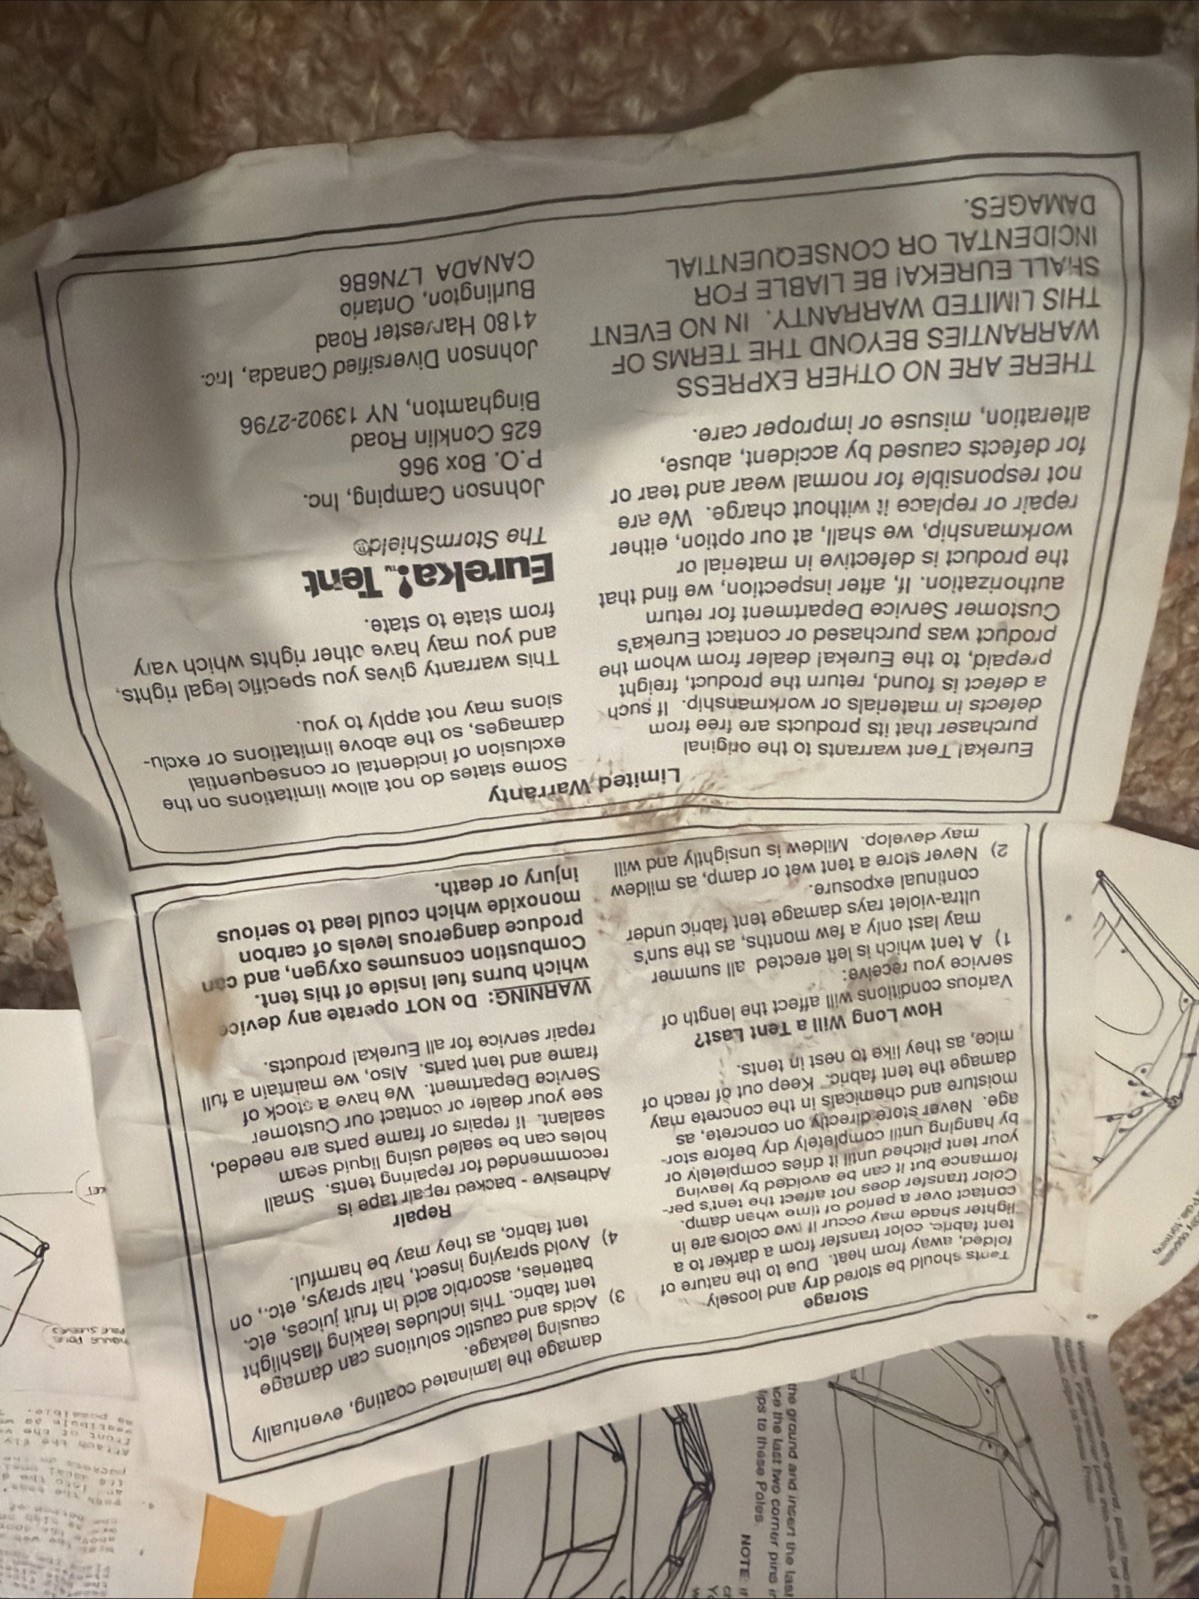 Storage
Tents should be stored dry and loosely
folded, away from heat. Due to the nature of
tent fabric, color transfer from a darker to a
lighter shade may occur if two colors are in
contact over a period of time when damp.
Color transfer does not affect the tent's per-
formance but it can be avoided by leaving
your tent pitched until it dries completely or
by hanging until completely dry before stor-
age. Never store directly on concrete, as
moisture and chemicals in the concrete may
damage the tent fabric. Keep out of reach of
mice, as they like to nest in tents.
How Long Will a Tent Last?
Various conditions will affect the length of
service you receive:
1) A tent which is left erected all summer
may last only a few months, as the sun's
ultra-violet rays damage tent fabric under
continual exposure.
2) Never store a tent wet or damp, as mildew
may develop. Mildew is unsightly and will
damage the laminated coating, eventually
causing leakage.
3) Acids and caustic solutions can damage
tent fabric. This includes leaking flashlight
batteries, ascorbic acid in fruit juices, etc.
4) Avoid spraying insect, hair sprays, etc., on
tent fabric, as they may be harmful.
Repair
Adhesive - backed repair tape is
recommended for repairing tents. Small
holes can be sealed using liquid seam
sealant. If repairs or frame parts are needed,
see your dealer or contact our Customer
Service Department. We have a stock of
frame and tent parts. Also, we maintain a full
repair service for all Eureka! products.
WARNING: Do NOT operate any device
which burns fuel inside of this tent.
Combustion consumes oxygen, and can
produce dangerous levels of carbon
monoxide which could lead to serious
injury or death.
Limited Warranty
Eureka! Tent warrants to the original
purchaser that its products are free from
defects in materials or workmanship. If such
a defect is found, return the product, freight
prepaid, to the Eureka! dealer from whom the
product was purchased or contact Eureka's
Customer Service Department for return
authorization. If, after inspection, we find that
the product is defective in material or
workmanship, we shall, at our option, either
repair or replace it without charge. We are
not responsible for normal wear and tear or
for defects caused by accident, abuse,
alteration, misuse or improper care.
THERE ARE NO OTHER EXPRESS
WARRANTIES BEYOND THE TERMS OF
THIS LIMITED WARRANTY. IN NO EVENT
SHALL EUREKA! BE LIABLE FOR
INCIDENTAL OR CONSEQUENTIAL
DAMAGES.
Some states do not allow limitations on the
exclusion of incidental or consequential
damages, so the above limitations or exclu-
sions may not apply to you.
This warranty gives you specific legal rights,
and you may have other rights which vary
from state to state.
Eureka!™ Tent
The StormShield®
Johnson Camping, Inc.
P.O. Box 966
625 Conklin Road
Binghamton, NY 13902-2796
Johnson Diversified Canada, Inc.
4180 Harvester Road
Burlington, Ontario
CANADA L7N6B6
the ground and insert the last
ce the last two corner pins
ips to these Poles.
NOTE